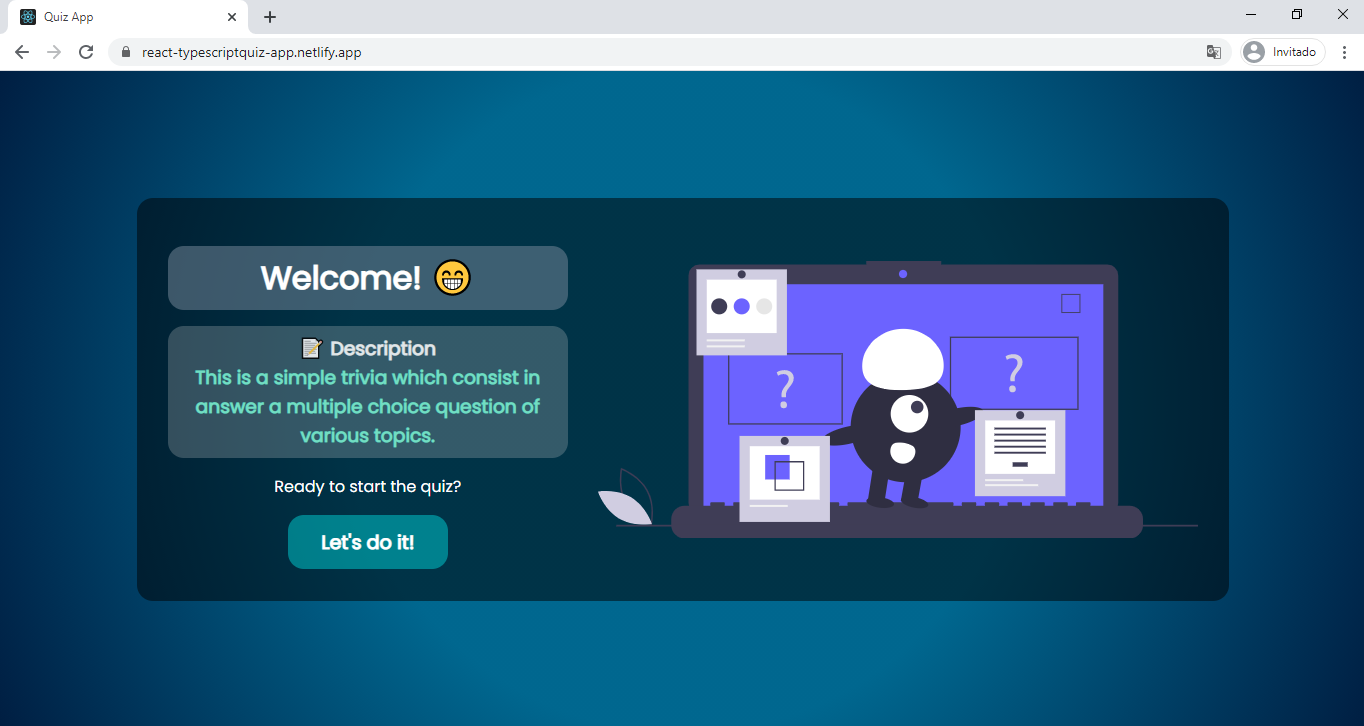 Quiz App
react-typescriptquiz-app.netlify.app
Invitado
Welcome! 😁
📝 Description
This is a simple trivia which consist in
answer a multiple choice question of
various topics.
Ready to start the quiz?
Let's do it!
?
?